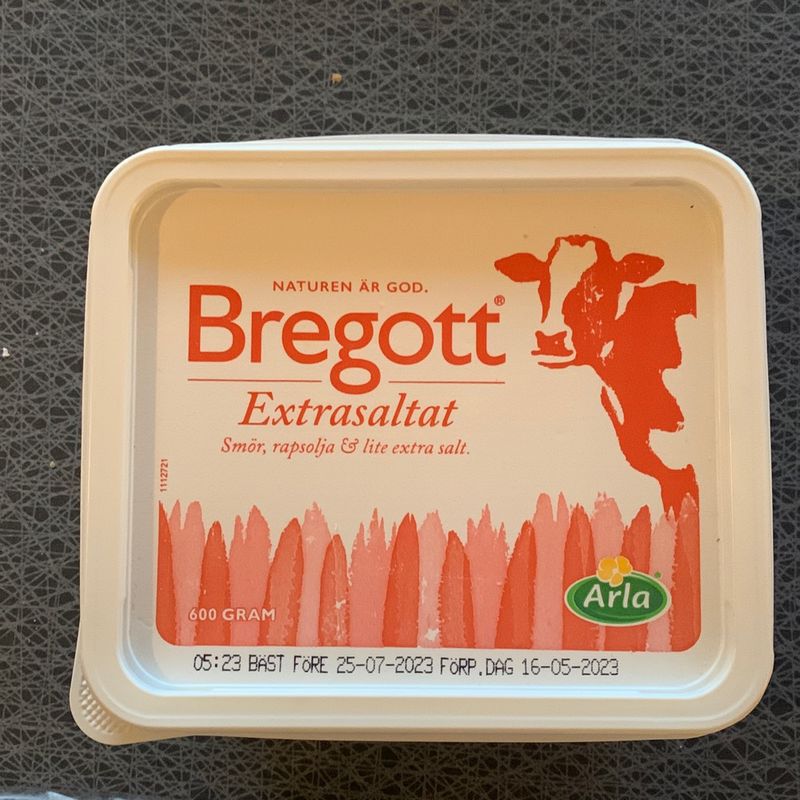 NATUREN ÄR GOD.
Bregott®
Extrasaltat
Smör, rapsolja & lite extra salt.
1112721
600 GRAM
Arla
05:23 BÄST FÖRE 25-07-2023 FÖRP.DAG 16-05-2023